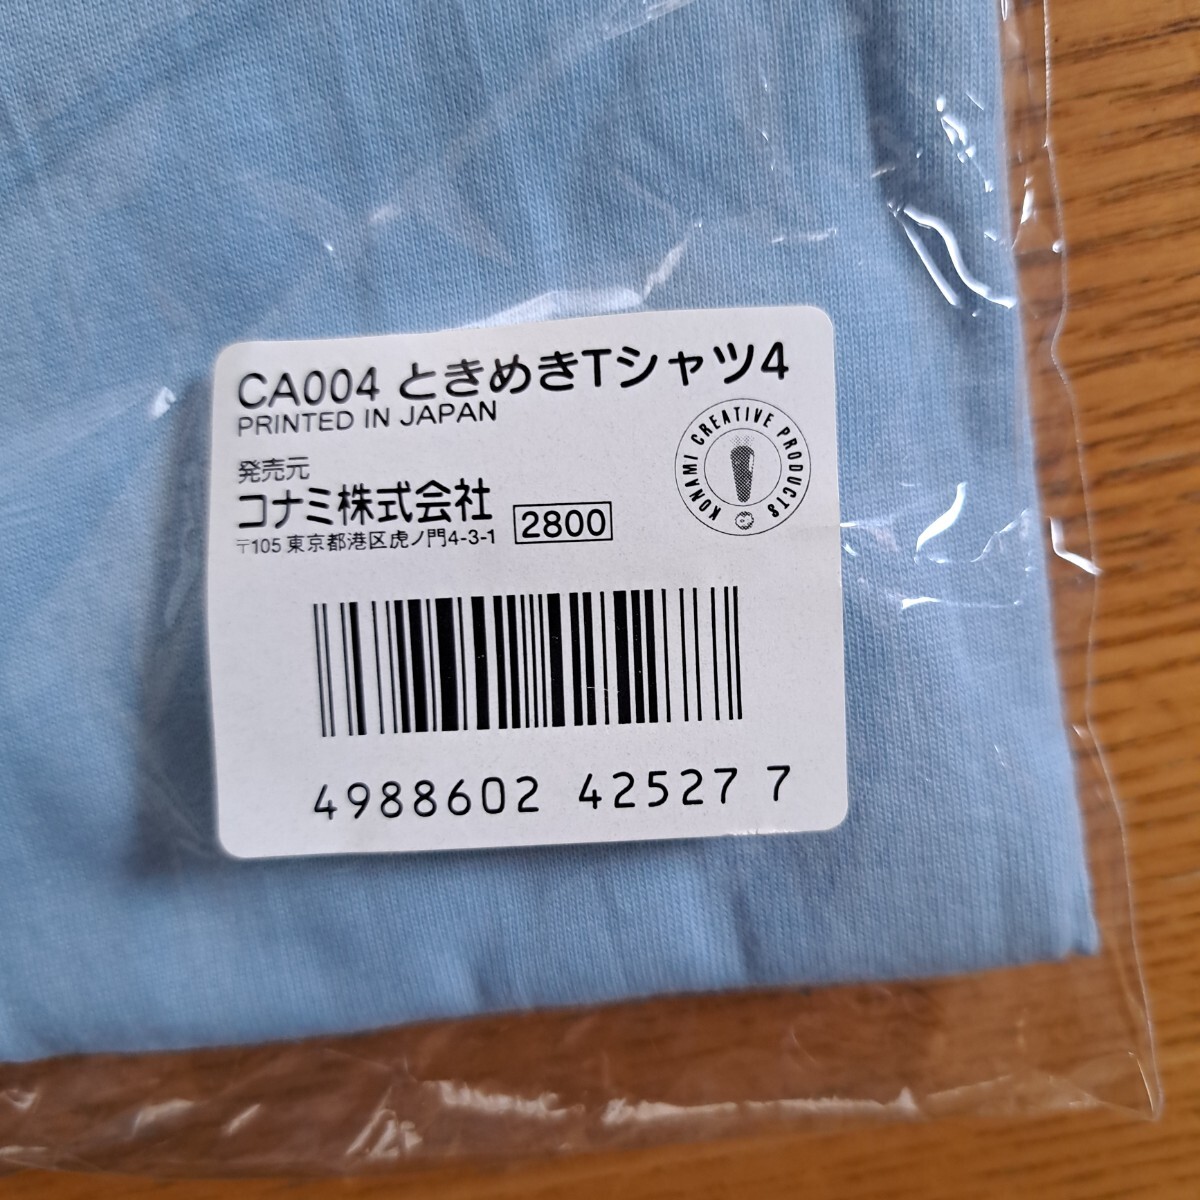 CA004 ときめきTシャツ4
PRINTED IN JAPAN
KONAMI CREATIVE PRODUCTS
発売元
コナミ株式会社 2800
〒105 東京都港区虎ノ門4-3-1
4988602 42527 7